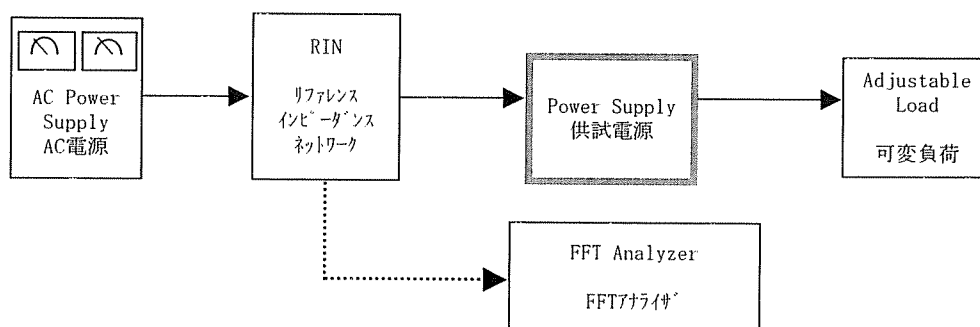 AC Power
Supply
AC電源
RIN
リファレンス
インピーダンス
ネットワーク
Power Supply
供試電源
Adjustable
Load
可変負荷
FFT Analyzer
FFTアナライザ